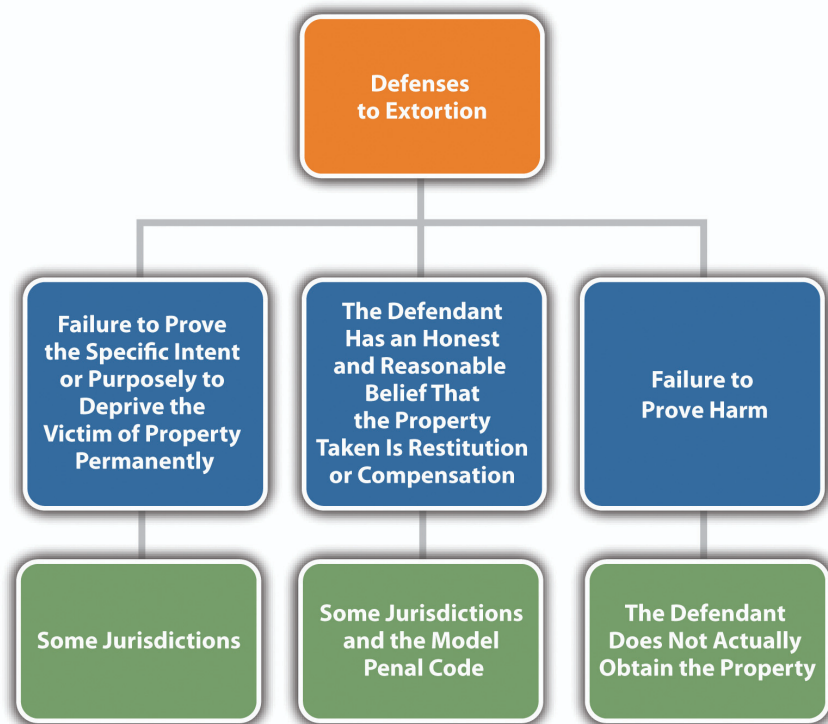 Defenses
to Extortion
Failure to Prove
the Specific Intent
or Purposely to
Deprive the
Victim of Property
Permanently
The Defendant
Has an Honest
and Reasonable
Belief That
the Property
Taken Is Restitution
or Compensation
Failure to
Prove Harm
Some Jurisdictions
Some Jurisdictions
and the Model
Penal Code
The Defendant
Does Not Actually
Obtain the Property